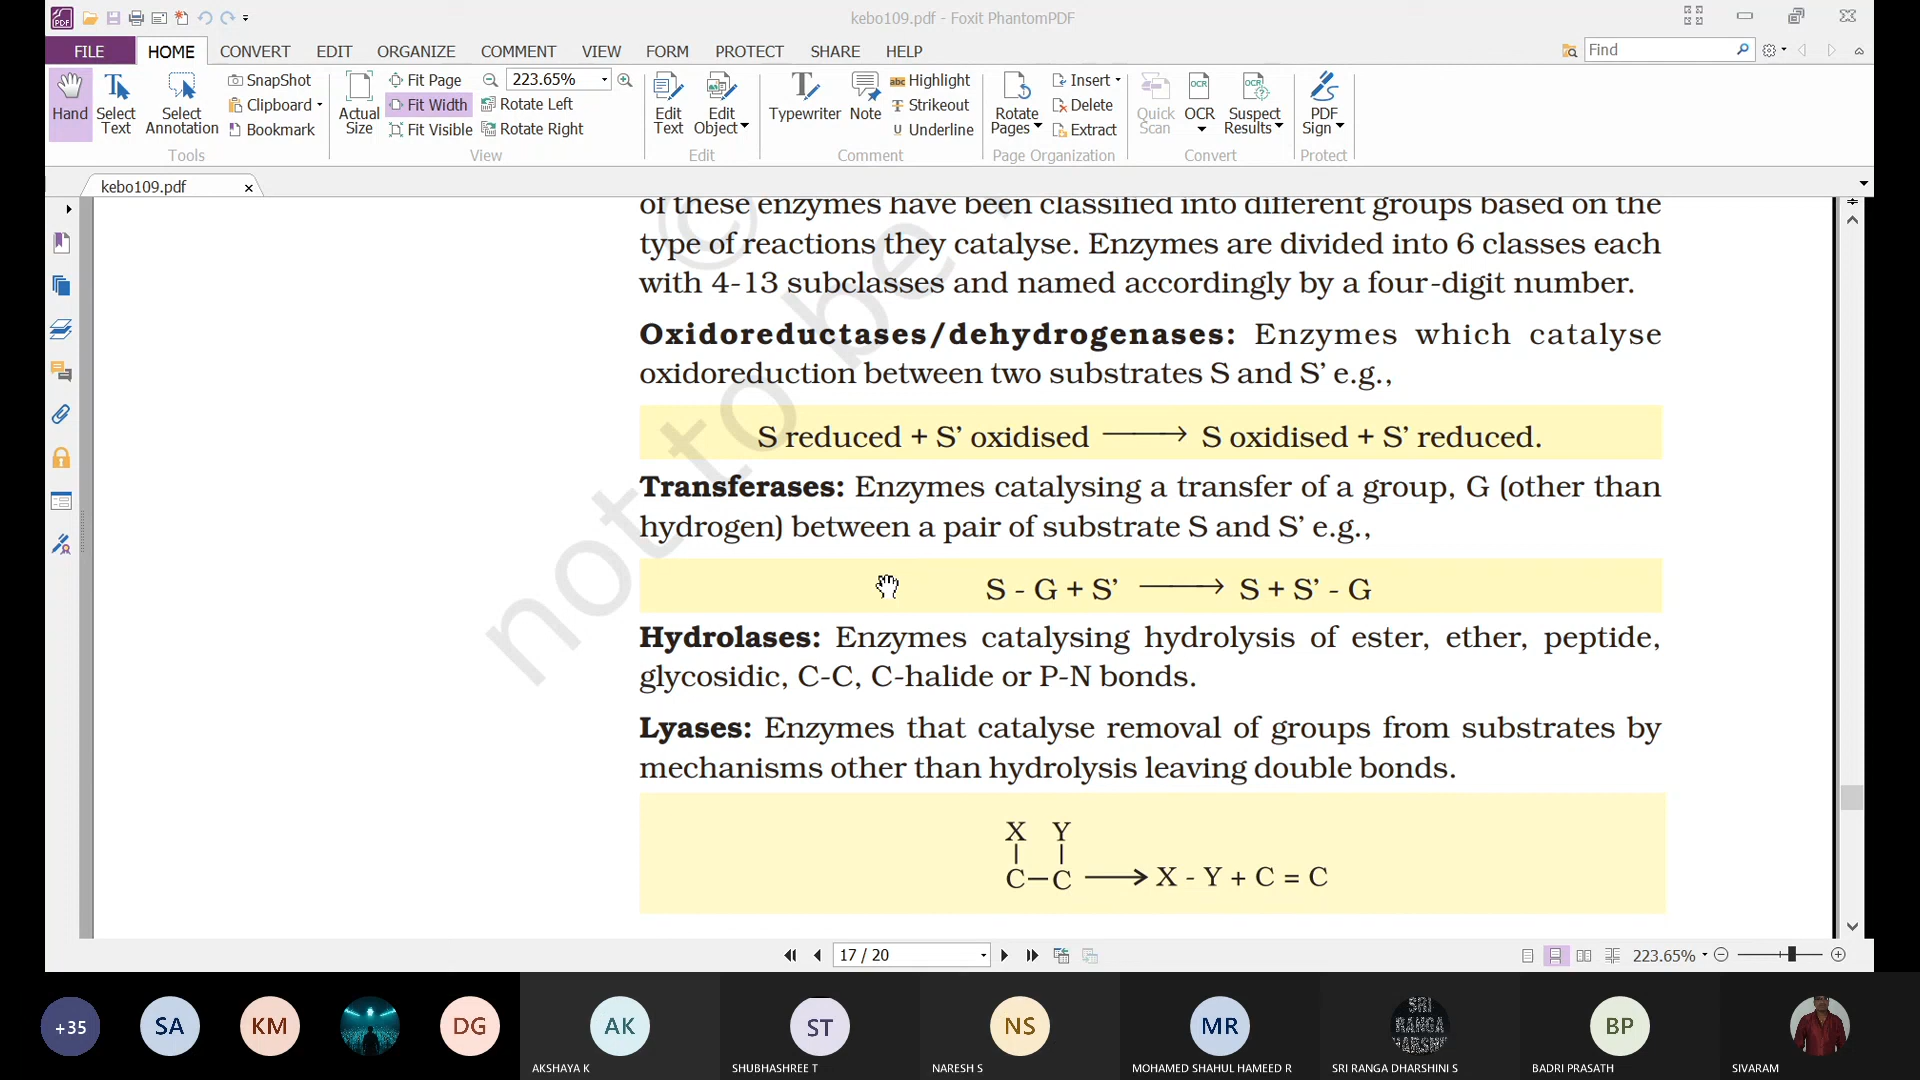 kebo109.pdf - Foxit PhantomPDF
FILE HOME CONVERT EDIT ORGANIZE COMMENT VIEW FORM PROTECT SHARE HELP Find
Hand
Select Text
Select Annotation
SnapShot
Clipboard
Bookmark
Tools
Actual Size
Fit Page
Fit Width
Fit Visible
223.65%
Rotate Left
Rotate Right
View
Edit Text
Edit Object
Edit
Typewriter
Note
Highlight
Strikeout
Underline
Comment
Rotate Pages
Insert
Delete
Extract
Page Organization
Quick Scan
OCR
OCR
Suspect Results
Convert
PDF Sign
Protect
kebo109.pdf
of these enzymes have been classified into different groups based on the
type of reactions they catalyse. Enzymes are divided into 6 classes each
with 4-13 subclasses and named accordingly by a four-digit number.
Oxidoreductases/dehydrogenases: Enzymes which catalyse
oxidoreduction between two substrates S and S’ e.g.,
S reduced + S’ oxidised ⟶ S oxidised + S’ reduced.
Transferases: Enzymes catalysing a transfer of a group, G (other than
hydrogen) between a pair of substrate S and S’ e.g.,
S - G + S’ ⟶ S + S’ - G
Hydrolases: Enzymes catalysing hydrolysis of ester, ether, peptide,
glycosidic, C-C, C-halide or P-N bonds.
Lyases: Enzymes that catalyse removal of groups from substrates by
mechanisms other than hydrolysis leaving double bonds.
X Y
| |
C – C ⟶ X - Y + C = C
©
not to be
17 / 20
223.65%
+35 SA KM DG AK ST NS MR SRI RANGA BP
AKSHAYA K SHUBHASHREE T NARESH S MOHAMED SHAHUL HAMEED R SRI RANGA DHARSHINI S BADRI PRASATH SIVARAM